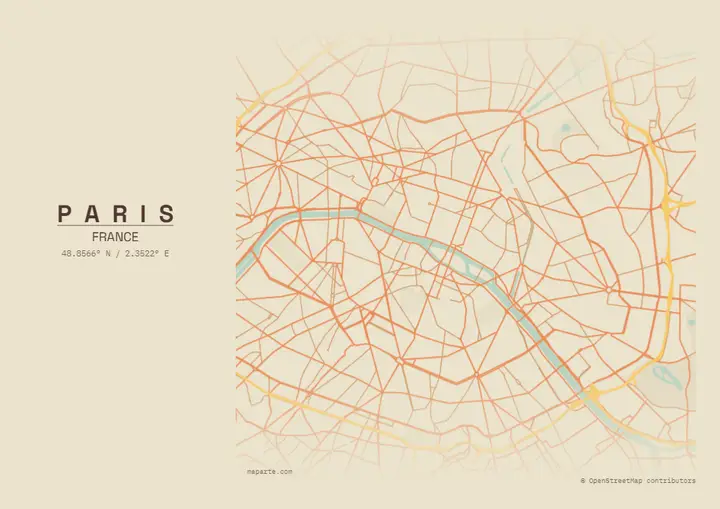 PARIS
FRANCE
48.8566° N / 2.3522° E
maparte.com
© OpenStreetMap contributors